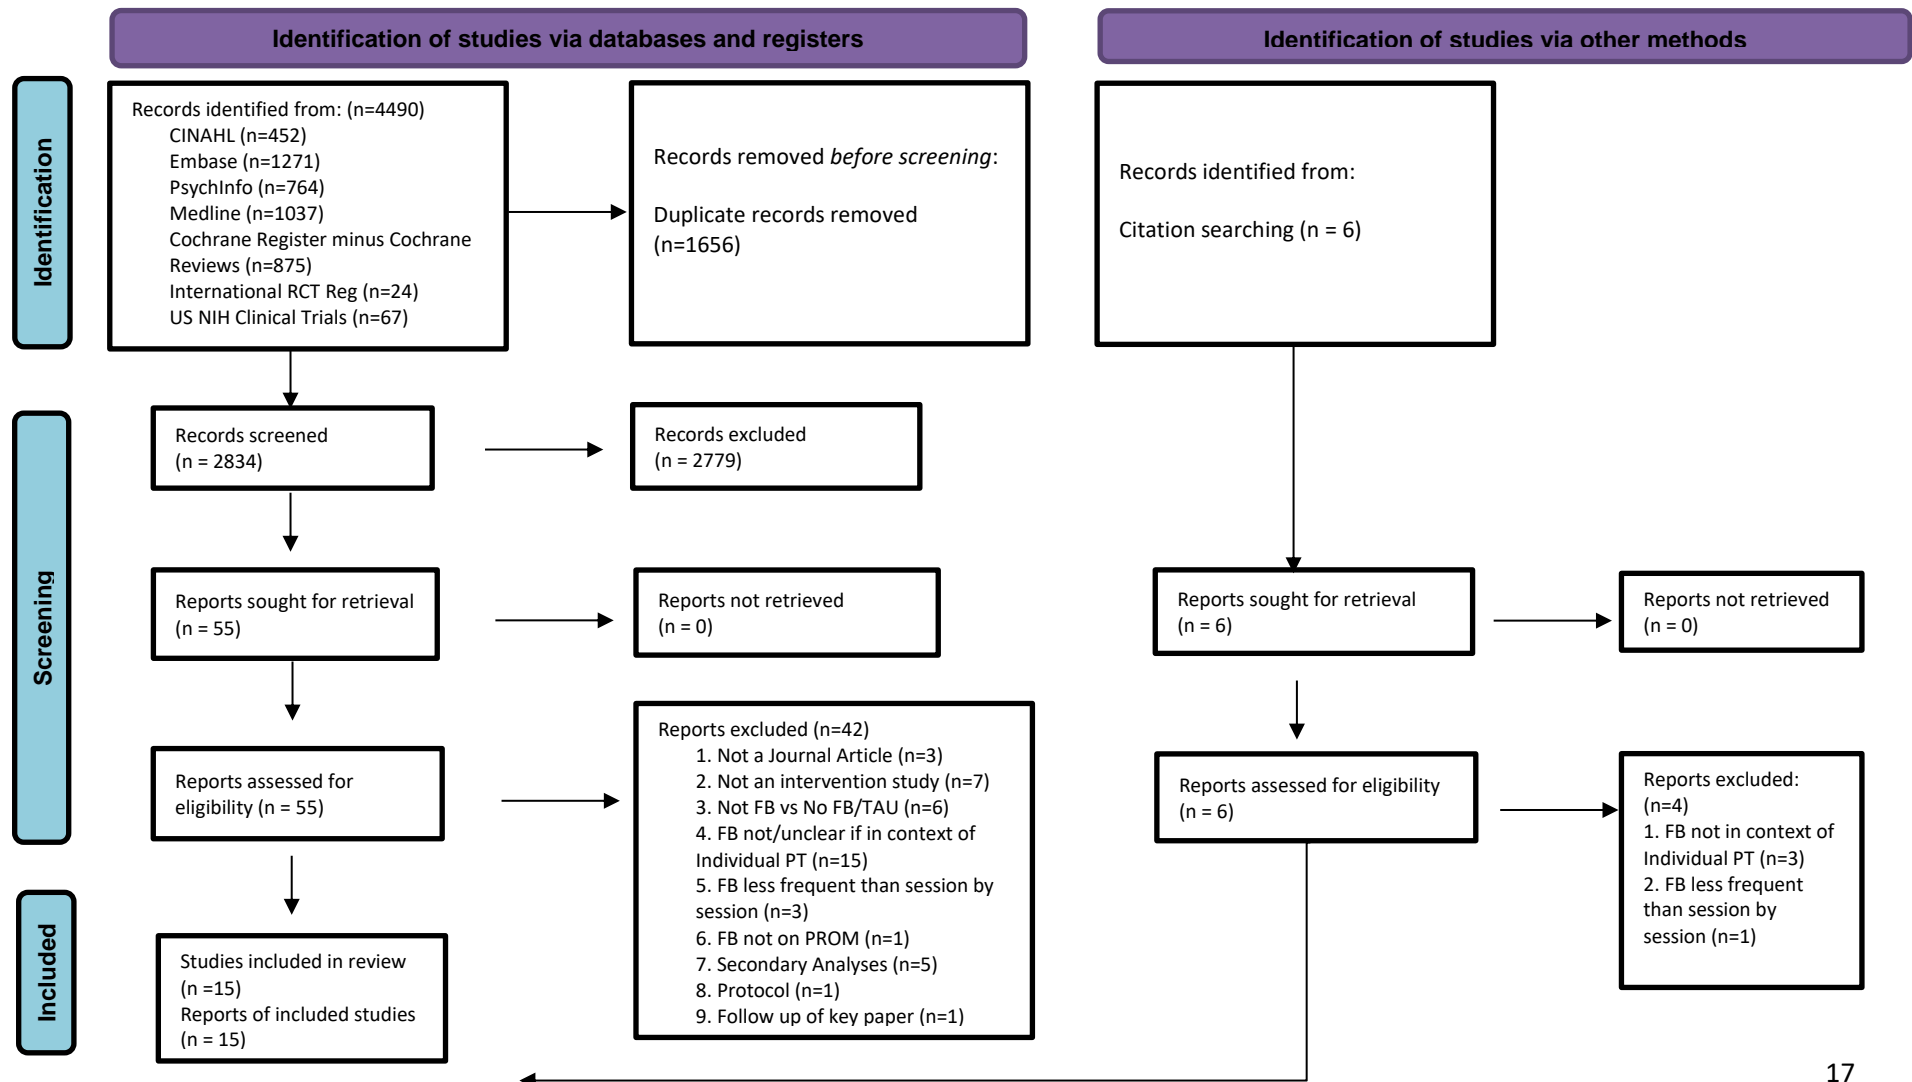 Identification of studies via databases and registers
Identification of studies via other methods
Identification
Records identified from: (n=4490)
CINAHL (n=452)
Embase (n=1271)
PsychInfo (n=764)
Medline (n=1037)
Cochrane Register minus Cochrane
Reviews (n=875)
International RCT Reg (n=24)
US NIH Clinical Trials (n=67)
Records removed before screening:
Duplicate records removed
(n=1656)
Records identified from:
Citation searching (n = 6)
Screening
Records screened
(n = 2834)
Records excluded
(n = 2779)
Reports sought for retrieval
(n = 55)
Reports not retrieved
(n = 0)
Reports sought for retrieval
(n = 6)
Reports not retrieved
(n = 0)
Reports assessed for
eligibility (n = 55)
Reports excluded (n=42)
1. Not a Journal Article (n=3)
2. Not an intervention study (n=7)
3. Not FB vs No FB/TAU (n=6)
4. FB not/unclear if in context of
Individual PT (n=15)
5. FB less frequent than session by
session (n=3)
6. FB not on PROM (n=1)
7. Secondary Analyses (n=5)
8. Protocol (n=1)
9. Follow up of key paper (n=1)
Reports assessed for eligibility
(n = 6)
Reports excluded:
(n=4)
1. FB not in context of
Individual PT (n=3)
2. FB less frequent
than session by
session (n=1)
Included
Studies included in review
(n =15)
Reports of included studies
(n = 15)
17